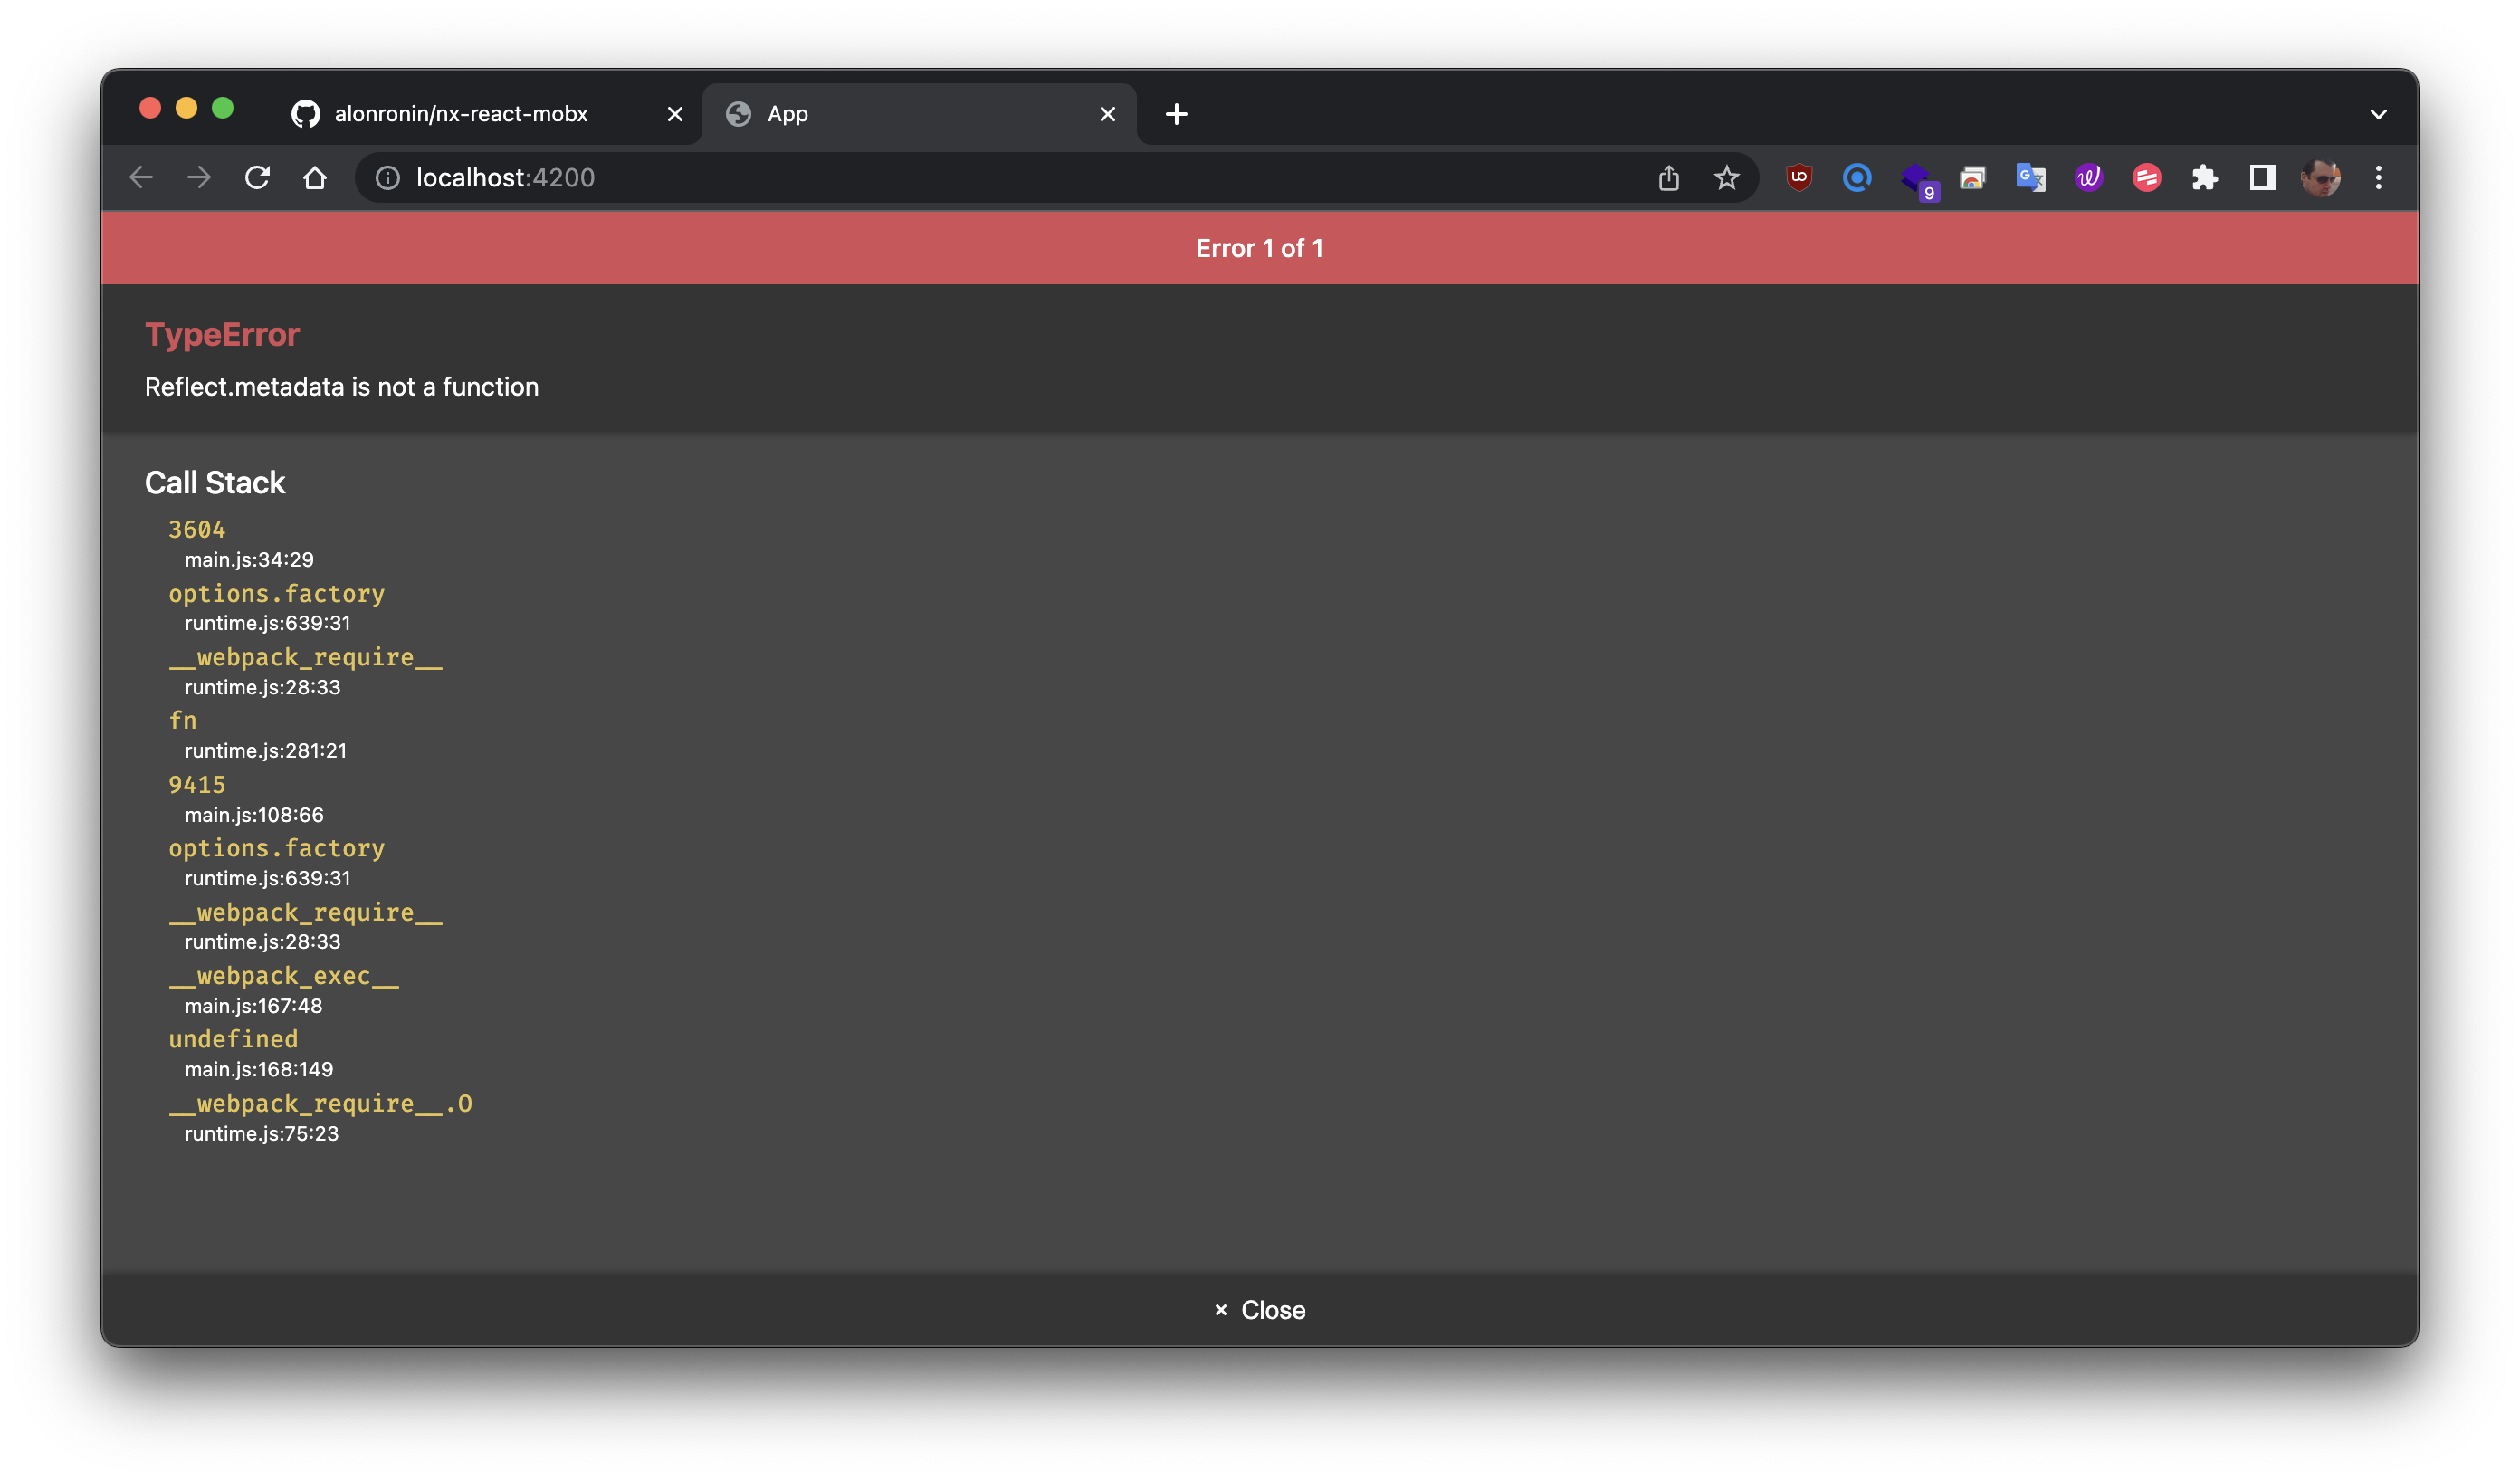 alonronin/nx-react-mobx
App
localhost:4200
9
Error 1 of 1
TypeError
Reflect.metadata is not a function
Call Stack
3604
main.js:34:29
options.factory
runtime.js:639:31
__webpack_require__
runtime.js:28:33
fn
runtime.js:281:21
9415
main.js:108:66
options.factory
runtime.js:639:31
__webpack_require__
runtime.js:28:33
__webpack_exec__
main.js:167:48
undefined
main.js:168:149
__webpack_require__.O
runtime.js:75:23
× Close